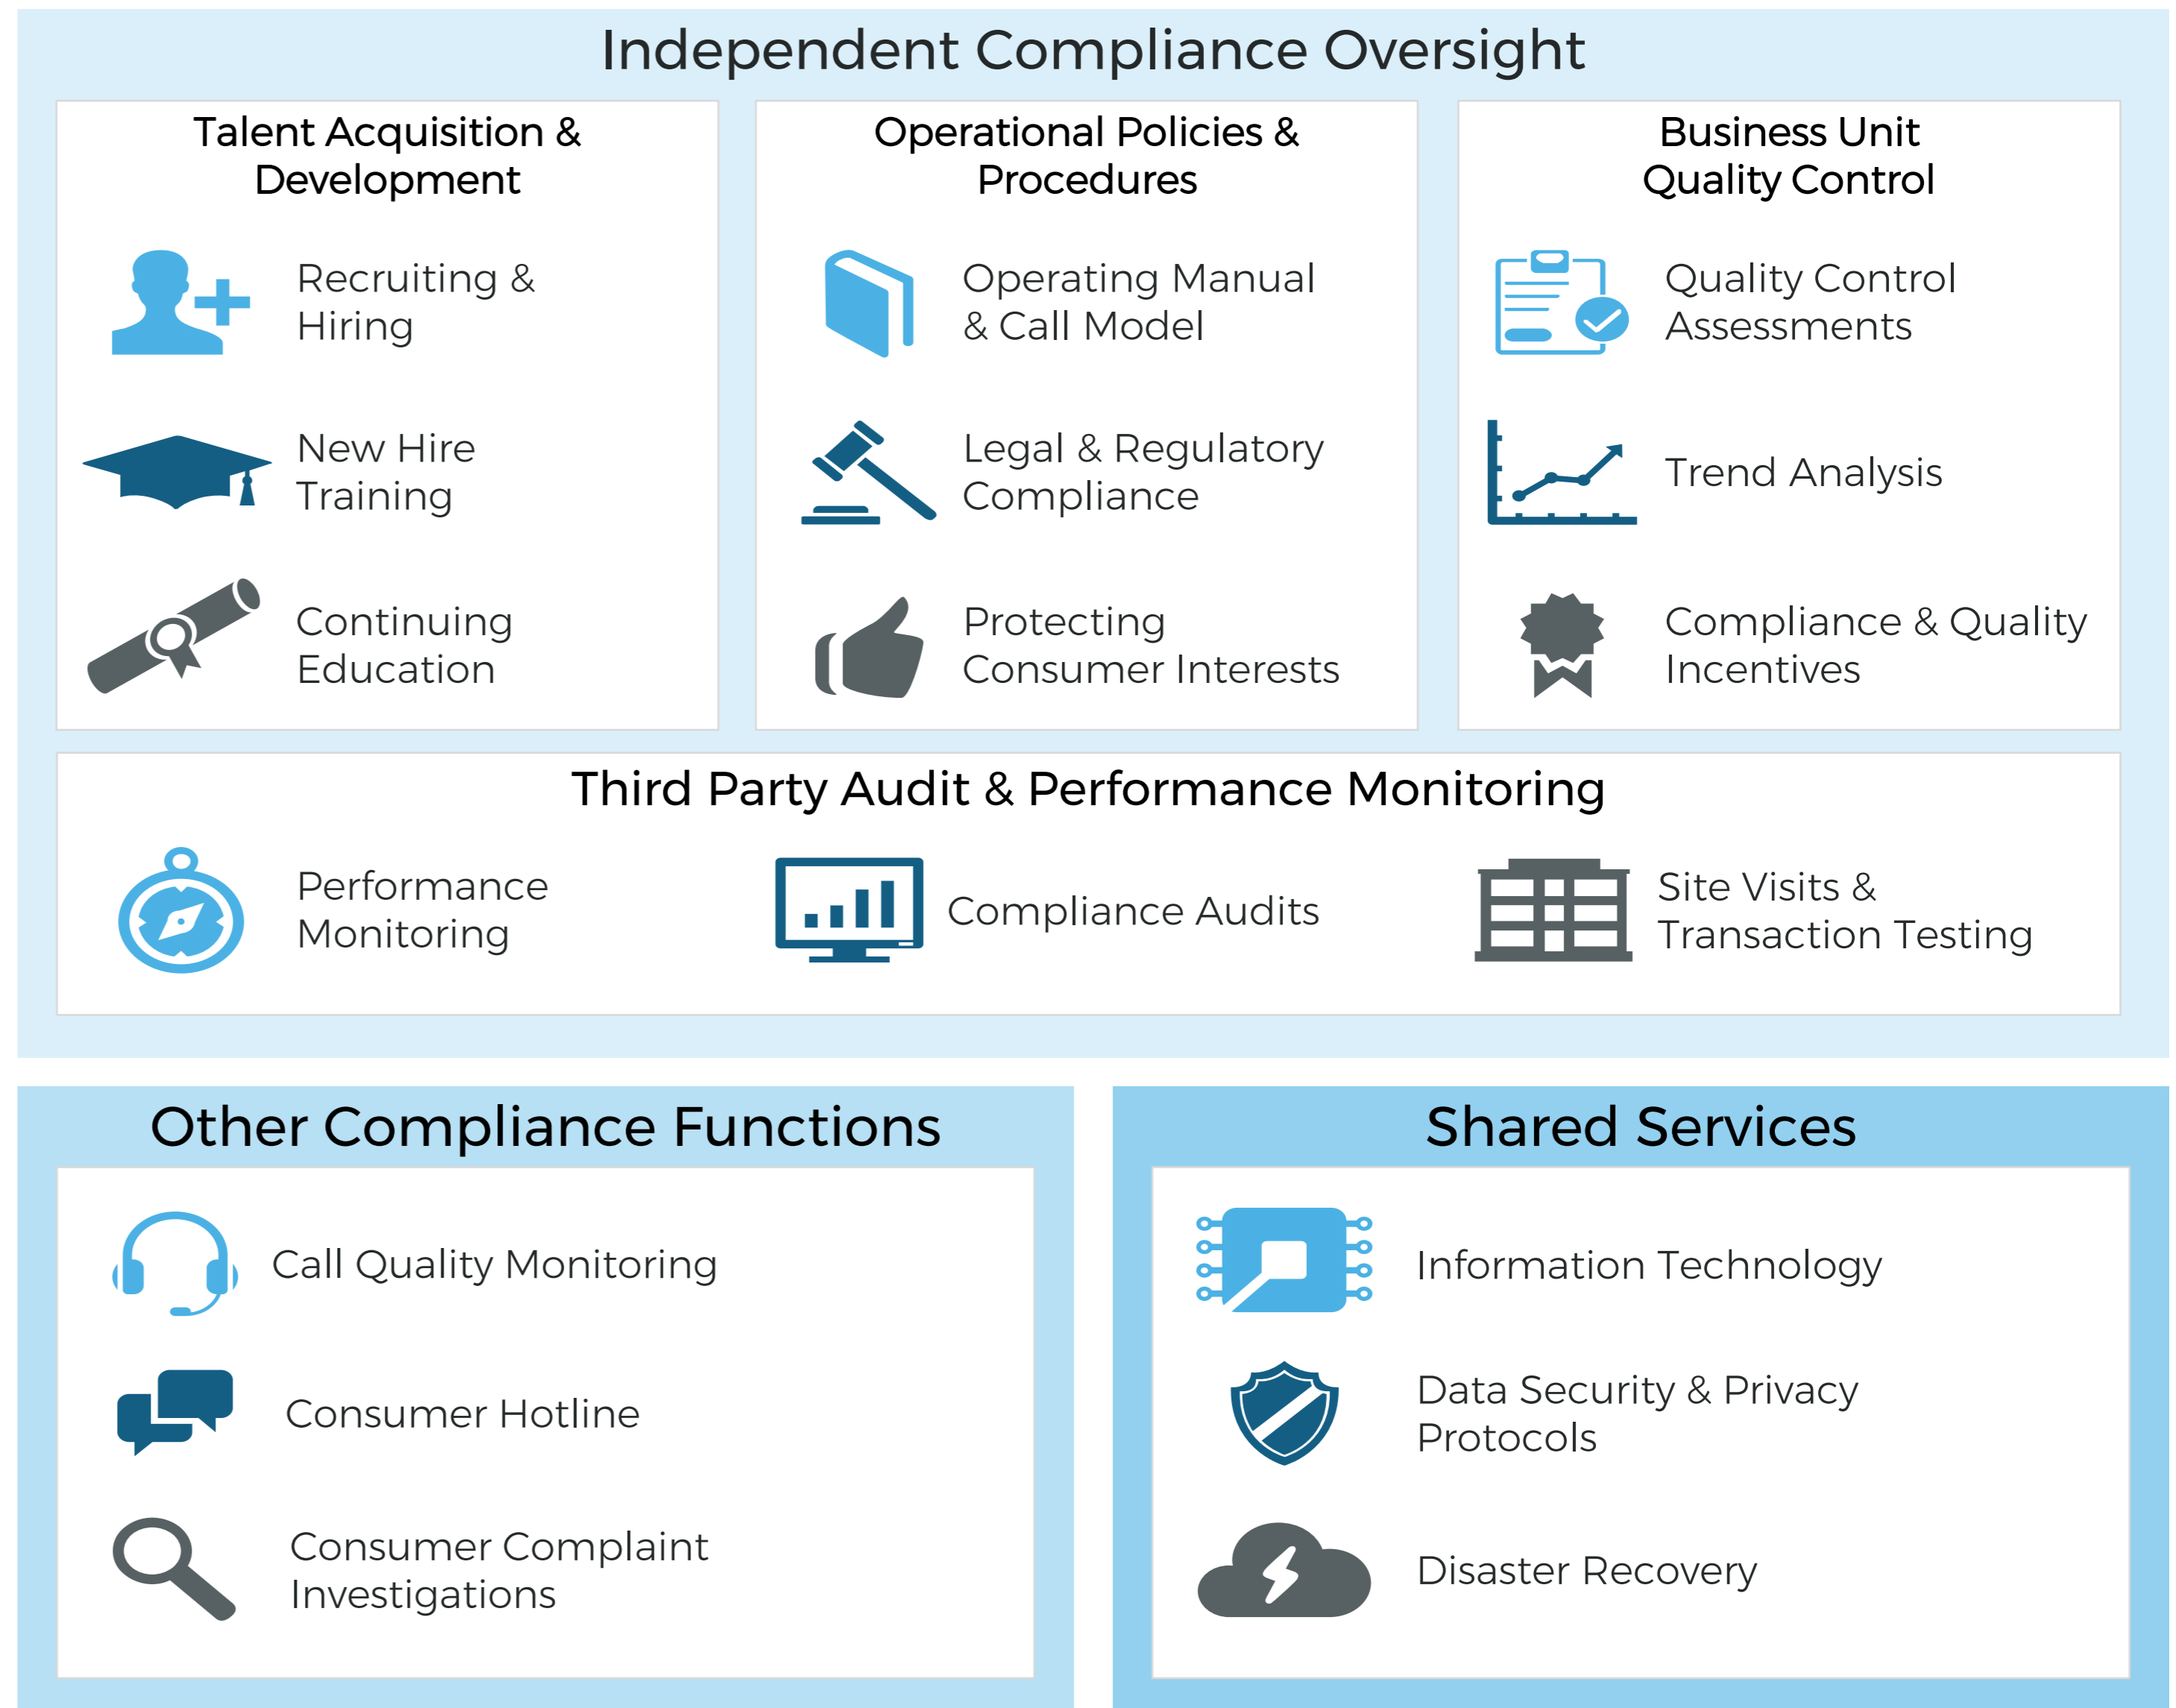 Independent Compliance Oversight
Talent Acquisition &
Development
Recruiting &
Hiring
New Hire
Training
Continuing
Education
Operational Policies &
Procedures
Operating Manual
& Call Model
Legal & Regulatory
Compliance
Protecting
Consumer Interests
Business Unit
Quality Control
Quality Control
Assessments
Trend Analysis
Compliance & Quality
Incentives
Third Party Audit & Performance Monitoring
Performance
Monitoring
Compliance Audits
Site Visits &
Transaction Testing
Other Compliance Functions
Call Quality Monitoring
Consumer Hotline
Consumer Complaint
Investigations
Shared Services
Information Technology
Data Security & Privacy
Protocols
Disaster Recovery